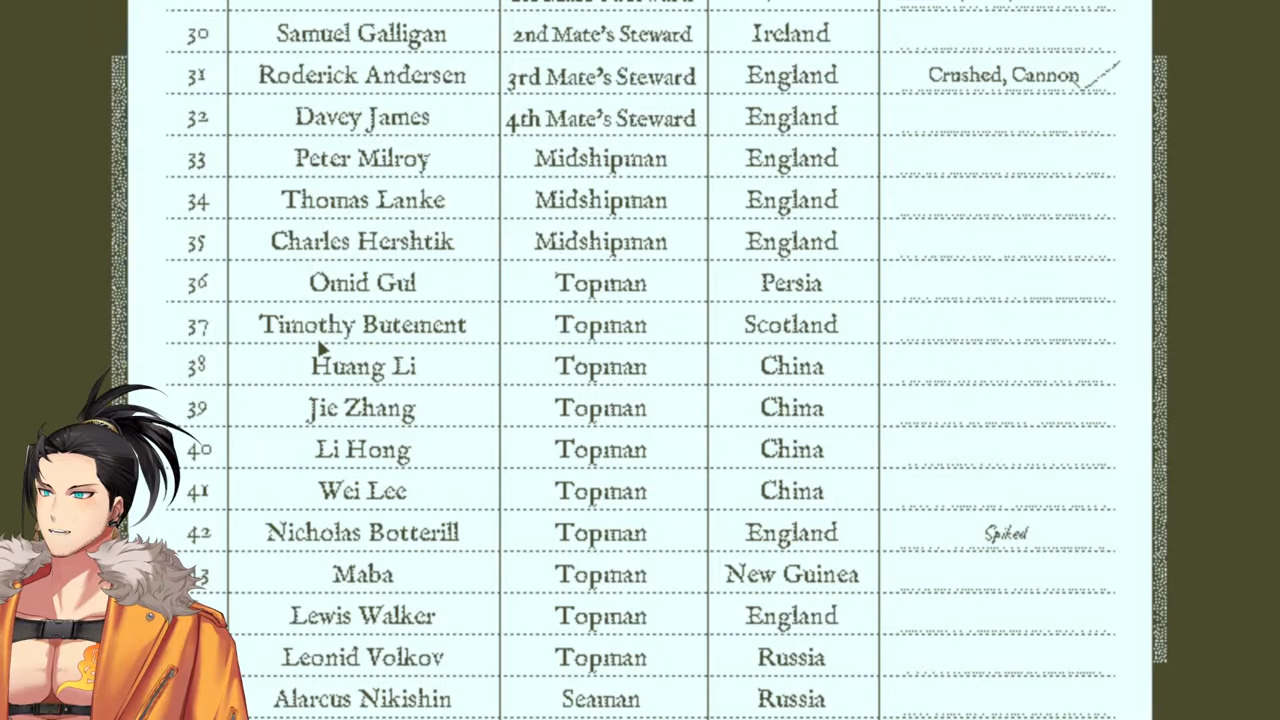 30 Samuel Galligan 2nd Mate's Steward Ireland
31 Roderick Andersen 3rd Mate's Steward England Crushed, Cannon
32 Davey James 4th Mate's Steward England
33 Peter Milroy Midshipman England
34 Thomas Lanke Midshipman England
35 Charles Hershtik Midshipman England
36 Omid Gul Topman Persia
37 Timothy Butement Topman Scotland
38 Huang Li Topman China
39 Jie Zhang Topman China
40 Li Hong Topman China
41 Wei Lee Topman China
42 Nicholas Botterill Topman England Spiked
Maba Topman New Guinea
Lewis Walker Topman England
Leonid Volkov Topman Russia
Alarcus Nikishin Seaman Russia